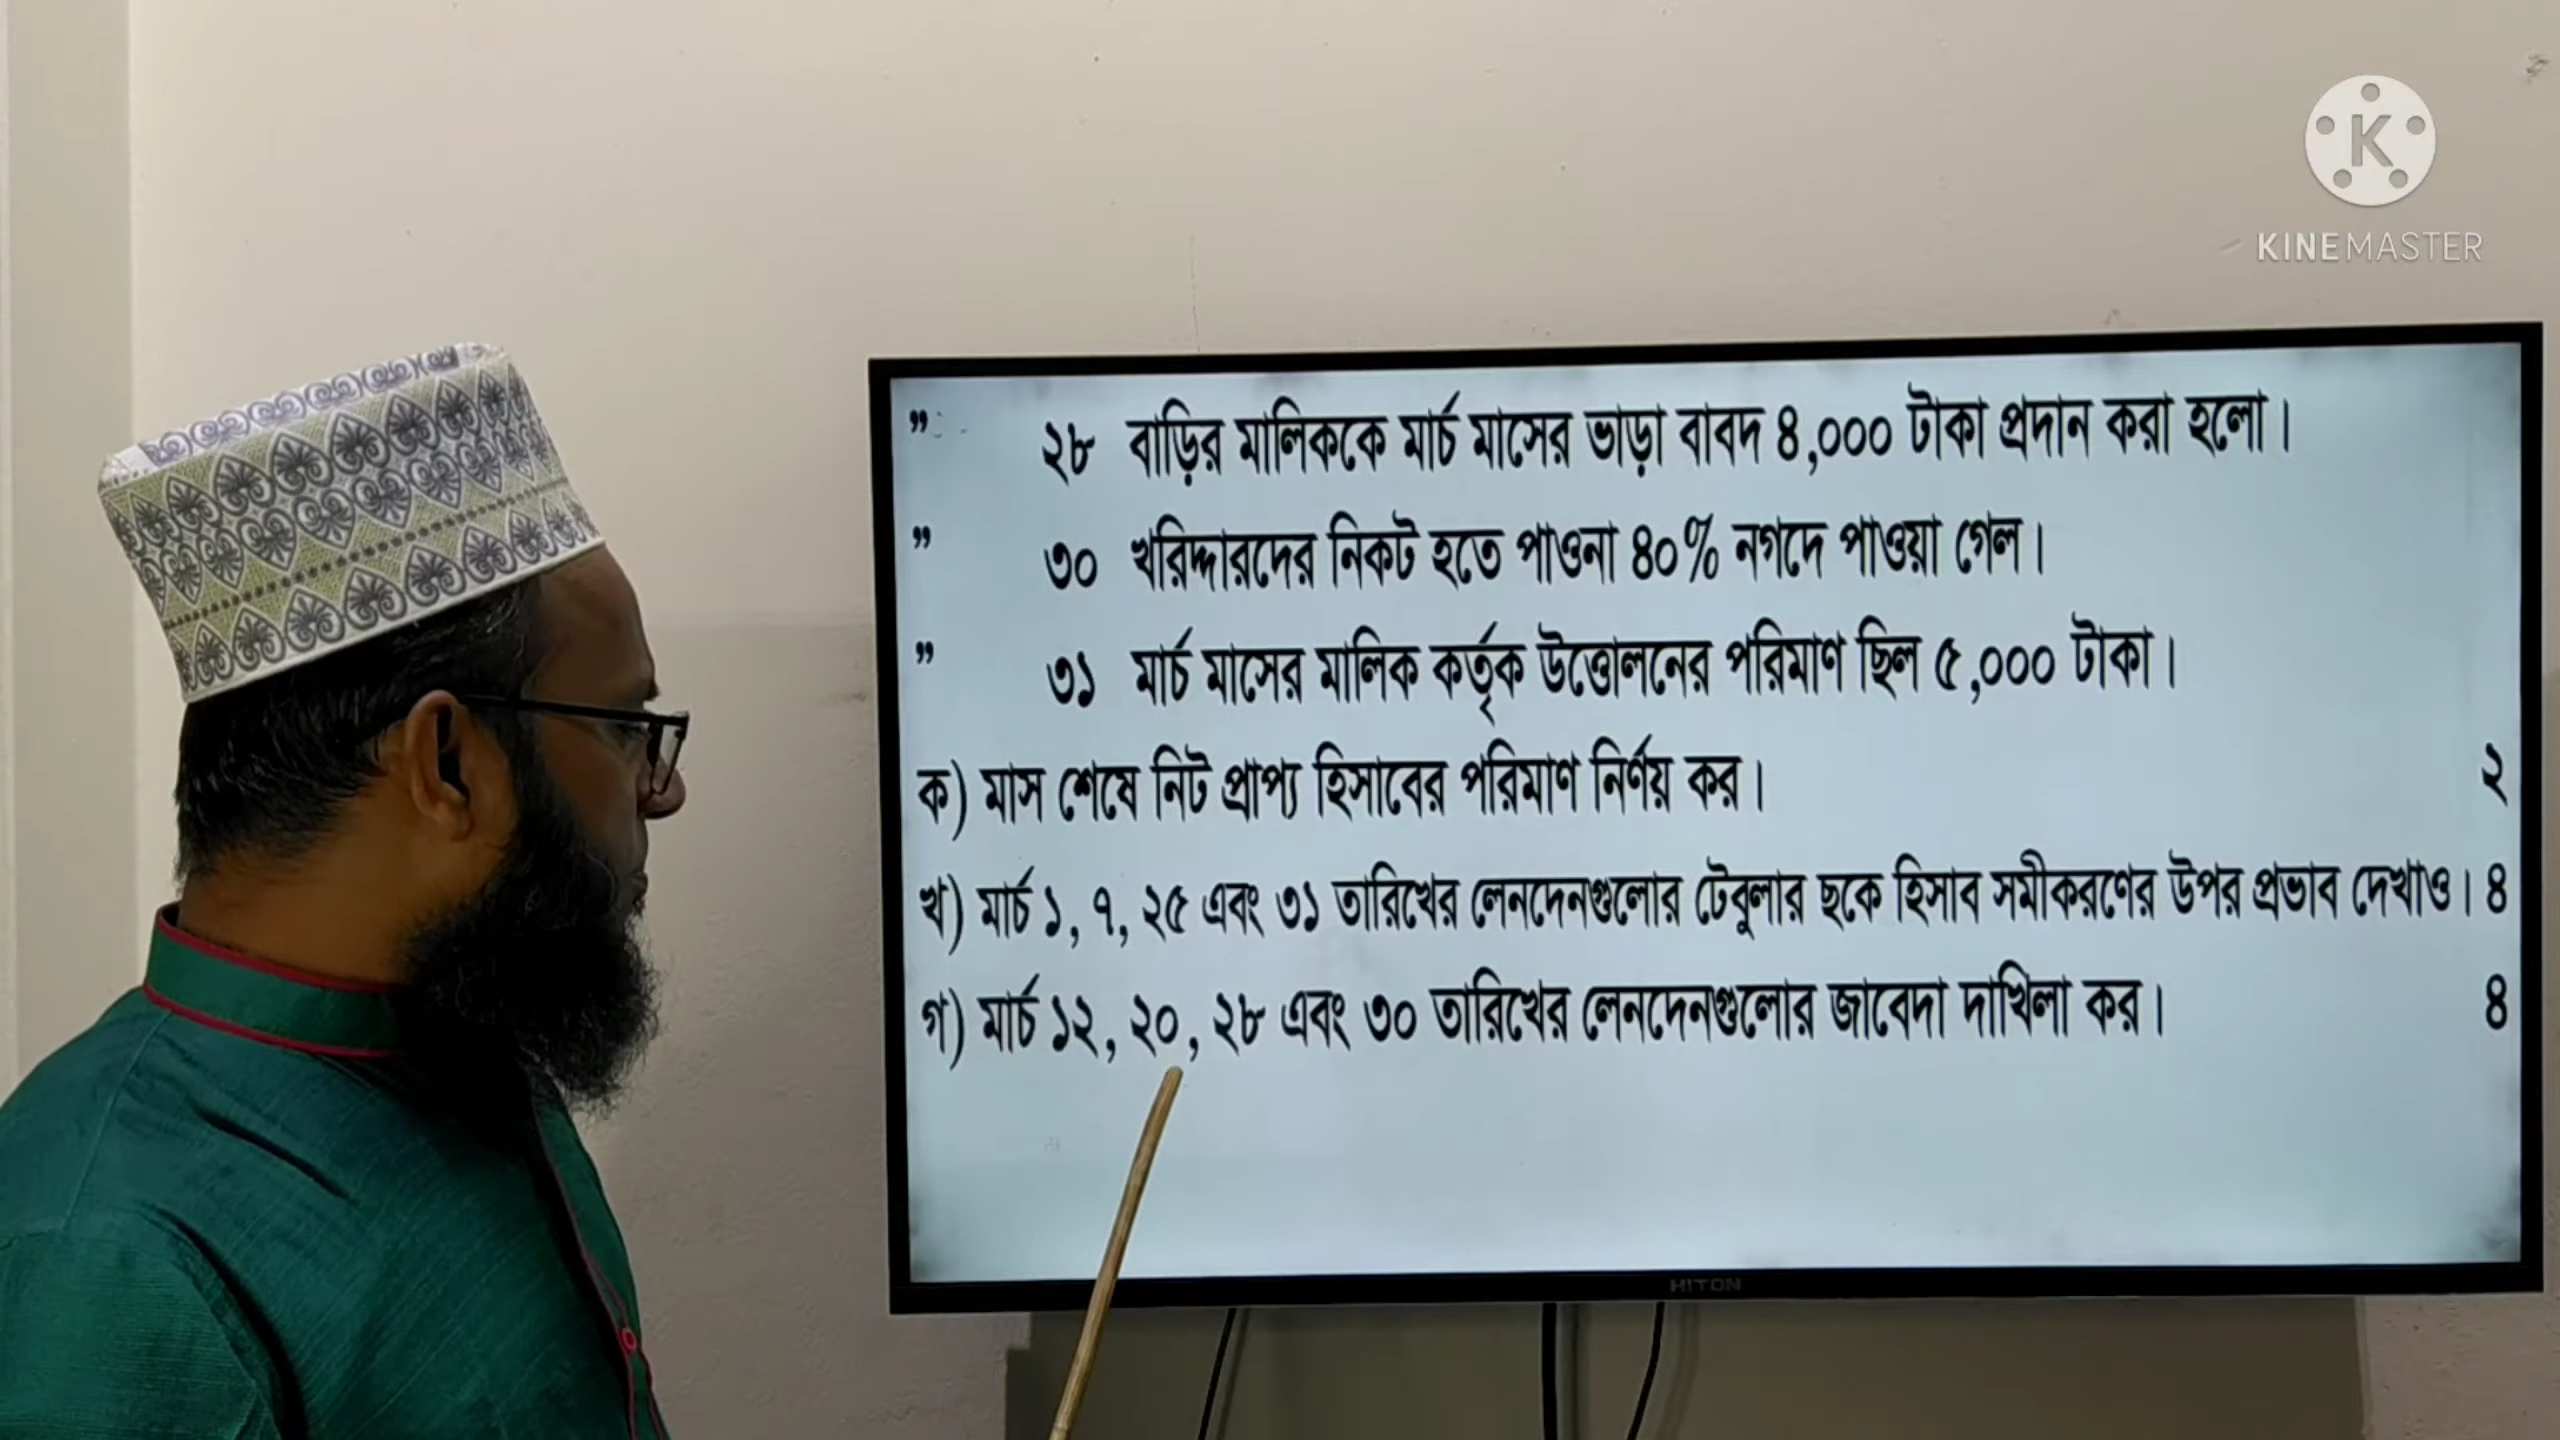 K
KINEMASTER
" ২৮ বাড়ির মালিককে মার্চ মাসের ভাড়া বাবদ ৪,০০০ টাকা প্রদান করা হলো।
" ৩০ খরিদ্দারদের নিকট হতে পাওনা ৪০% নগদে পাওয়া গেল।
" ৩১ মার্চ মাসের মালিক কর্তৃক উত্তোলনের পরিমাণ ছিল ৫,০০০ টাকা।
ক) মাস শেষে নিট প্রাপ্য হিসাবের পরিমাণ নির্ণয় কর। ২
খ) মার্চ ১, ৭, ২৫ এবং ৩১ তারিখের লেনদেনগুলোর টেবুলার ছকে হিসাব সমীকরণের উপর প্রভাব দেখাও। ৪
গ) মার্চ ১২, ২০, ২৮ এবং ৩০ তারিখের লেনদেনগুলোর জাবেদা দাখিলা কর। ৪
HITON